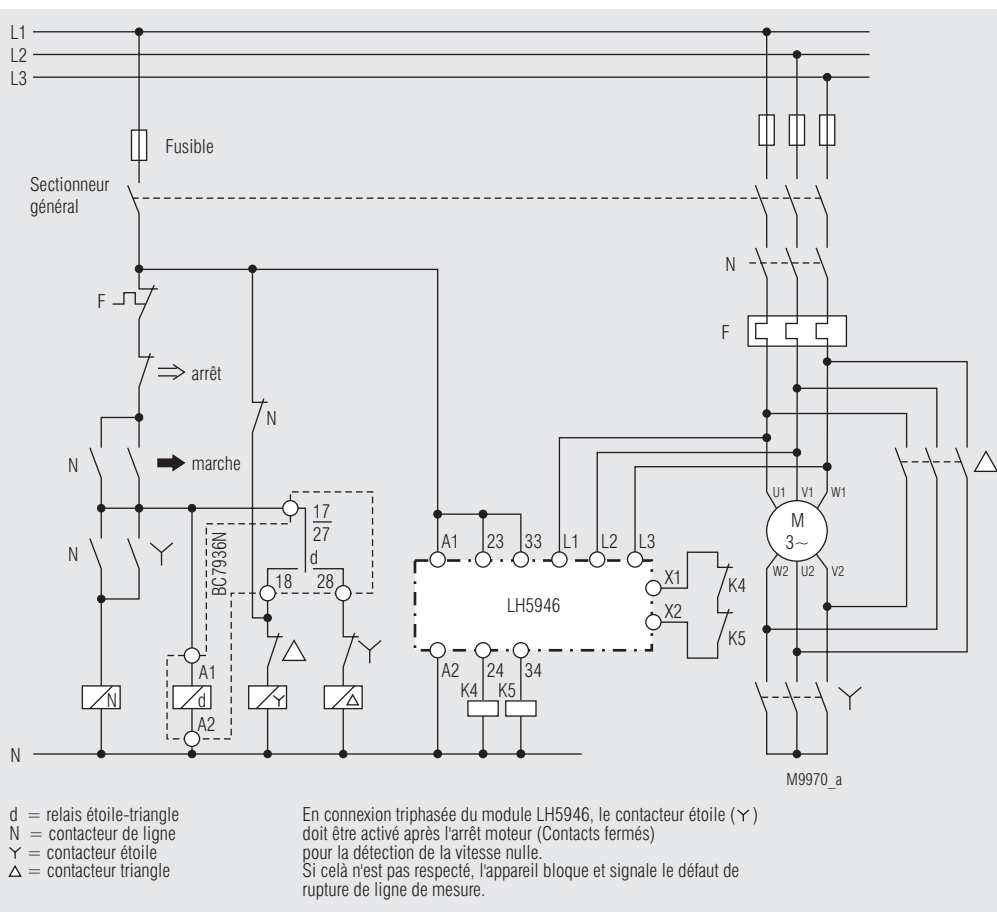 L1
L2
L3
Fusible
Sectionneur
général
N
F
F
arrêt
N
N
marche
17
27
d
BC7936N
18
28
N
A1
A2
N
d
A1
23
33
L1
L2
L3
LH5946
X1
X2
K4
K5
A2
24
34
K4
K5
U1
V1
W1
M
3~
W2
U2
V2
N
M9970_a
d = relais étoile-triangle
N = contacteur de ligne
Y = contacteur étoile
Δ = contacteur triangle
En connexion triphasée du module LH5946, le contacteur étoile (Y)
doit être activé après l'arrêt moteur (Contacts fermés)
pour la détection de la vitesse nulle.
Si celà n'est pas respecté, l'appareil bloque et signale le défaut de
rupture de ligne de mesure.